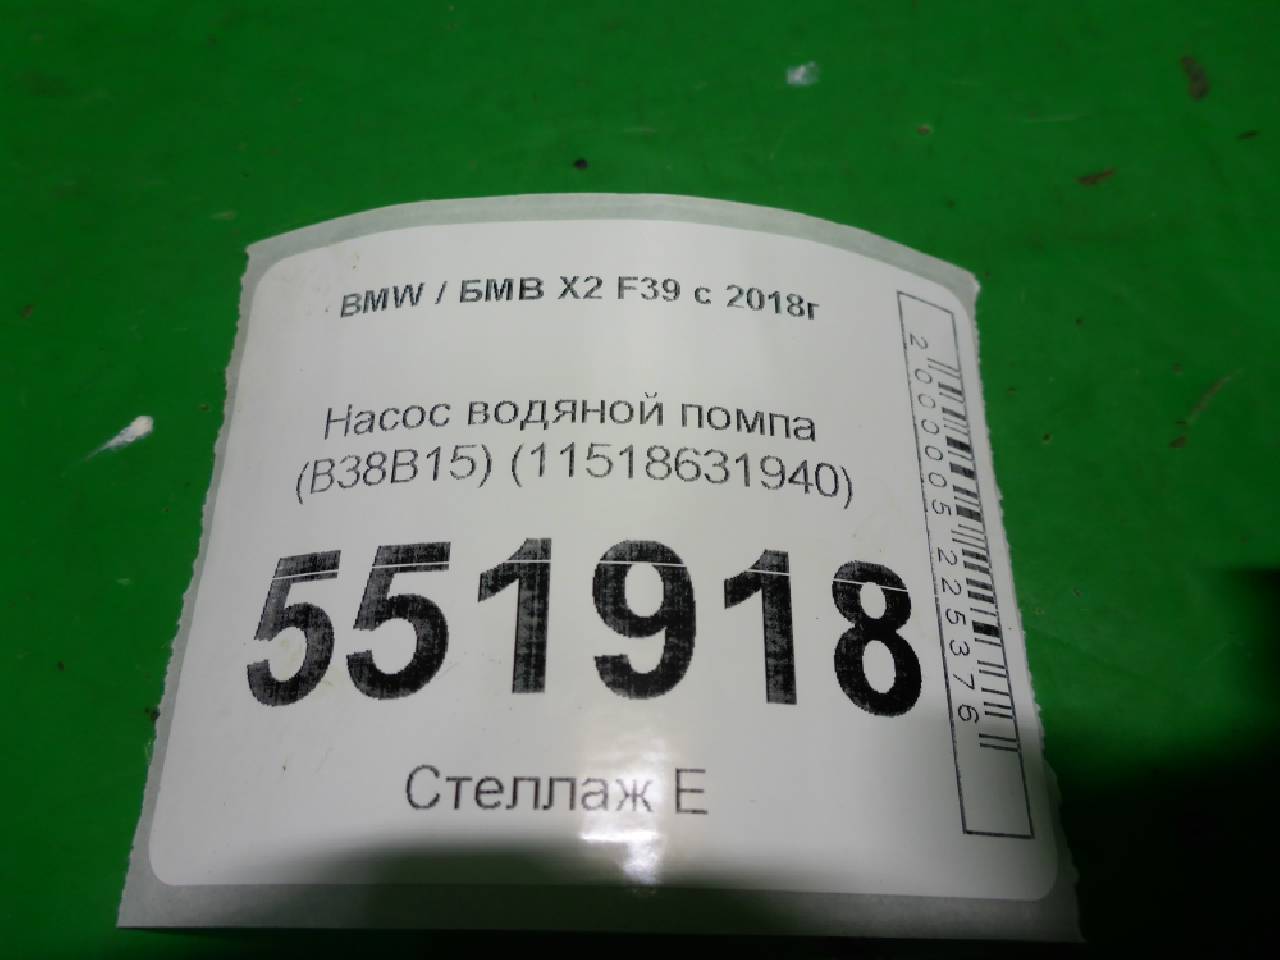 BMW / БМВ X2 F39 с 2018г
Насос водяной помпа
(B38B15) (11518631940)
551918
Стеллаж Е
2000005225376